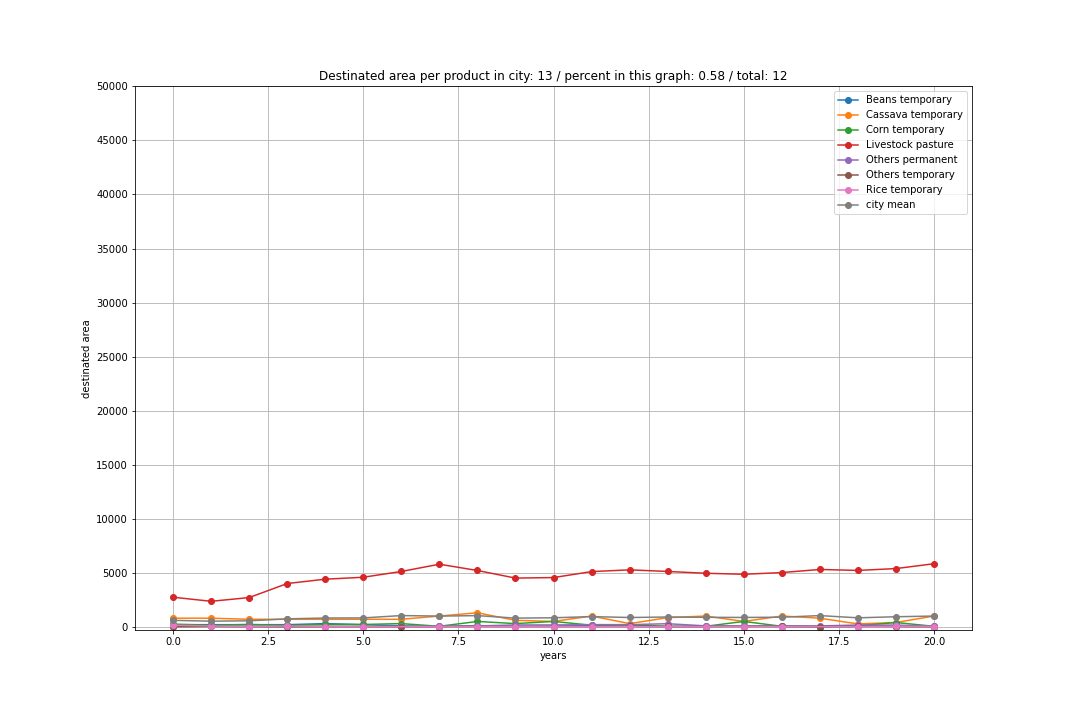 Destinated area per product in city: 13 / percent in this graph: 0.58 / total: 12
50000
45000
40000
35000
30000
25000
20000
15000
10000
5000
0
destinated area
Beans temporary
Cassava temporary
Corn temporary
Livestock pasture
Others permanent
Others temporary
Rice temporary
city mean
0.0 2.5 5.0 7.5 10.0 12.5 15.0 17.5 20.0
years